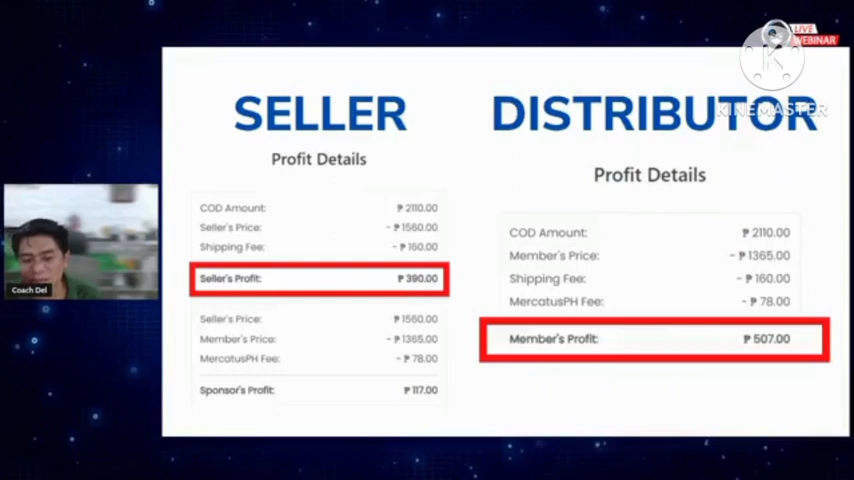 LIVE
WEBINAR
KINEMASTER
SELLER
Profit Details
COD Amount: ₱ 2110.00
Seller's Price: - ₱ 1560.00
Shipping Fee: - ₱ 160.00
Seller's Profit: ₱ 390.00
Seller's Price: ₱ 1560.00
Member's Price: - ₱ 1365.00
MercatusPH Fee: - ₱ 78.00
Sponsor's Profit: ₱ 117.00
DISTRIBUTOR
Profit Details
COD Amount: ₱ 2110.00
Member's Price: - ₱ 1365.00
Shipping Fee: - ₱ 160.00
MercatusPH Fee: - ₱ 78.00
Member's Profit: ₱ 507.00
Coach Del